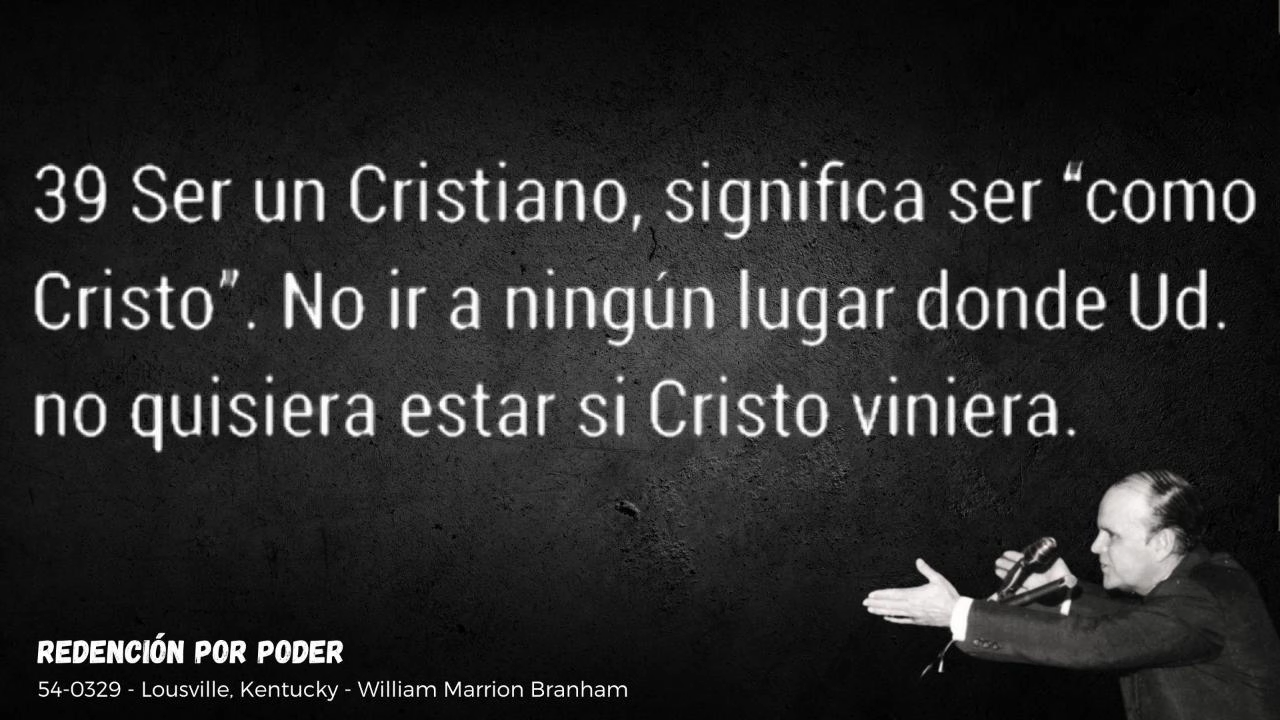 39 Ser un Cristiano, significa ser “como
Cristo”. No ir a ningún lugar donde Ud.
no quisiera estar si Cristo viniera.
REDENCIÓN POR PODER
54-0329 - Lousville, Kentucky - William Marrion Branham